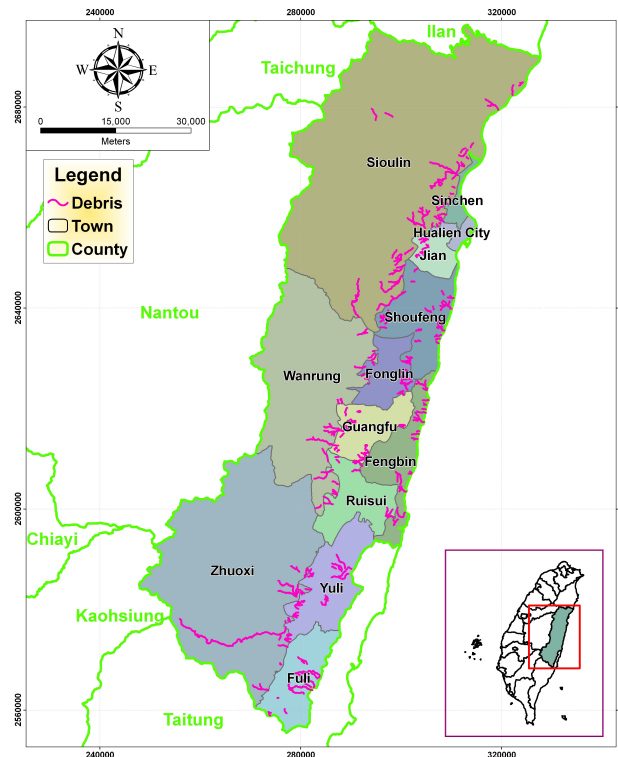 240000 280000 320000
Ilan
N
W E
S
Taichung
2680000
0 15,000 30,000
Meters
Sioulin
Legend
Debris
Town
County
Sinchen
Hualien City
Jian
2640000
Nantou
Shoufeng
Wanrung
Fonglin
Guangfu
Fengbin
2600000
Ruisui
Chiayi
Zhuoxi
Yuli
Kaohsiung
Fuli
2560000
Taitung
240000 280000 320000